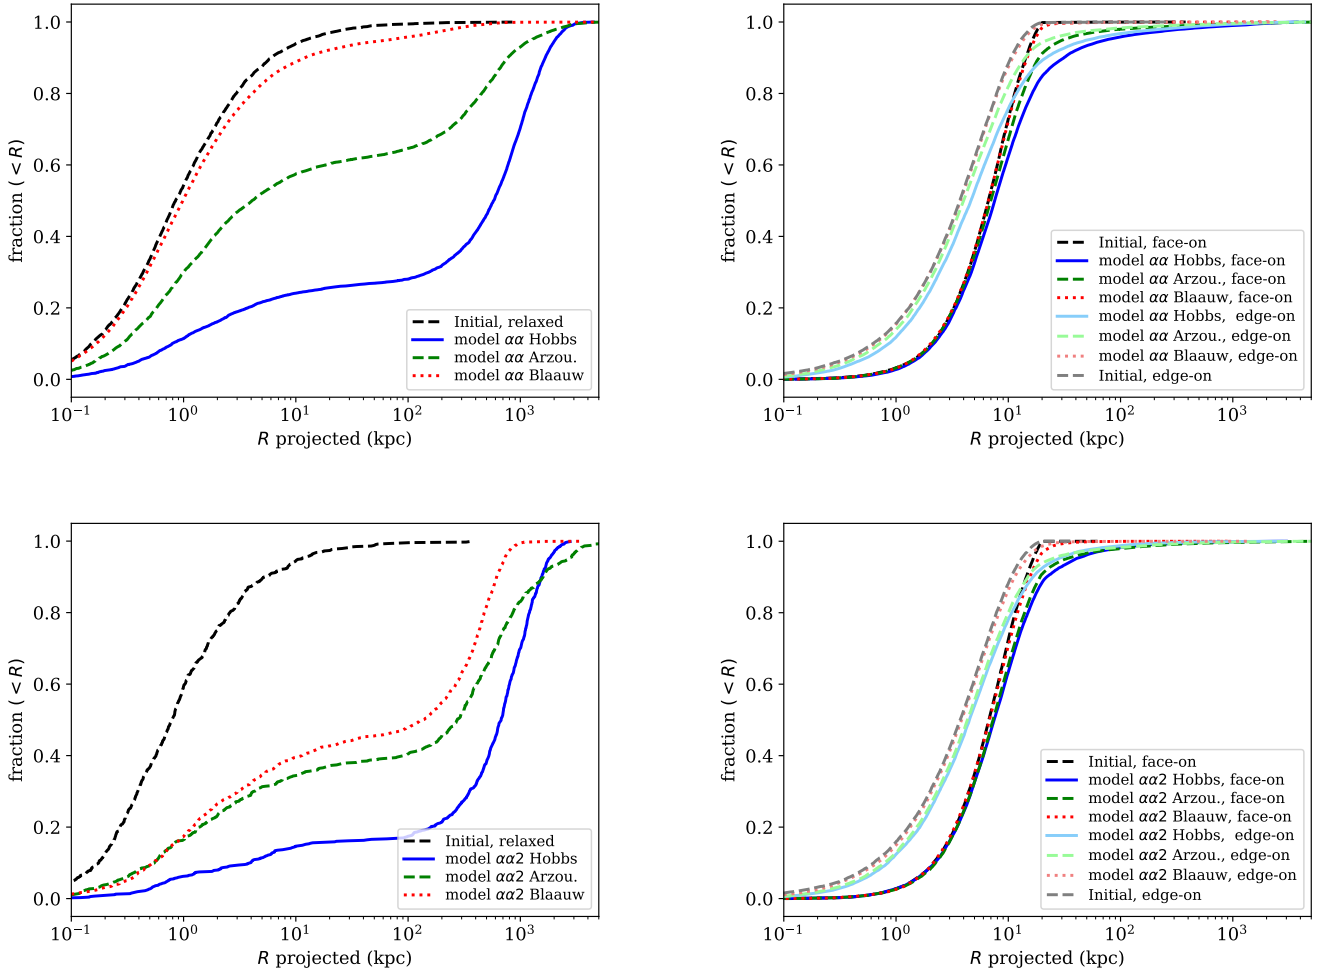 1.0
0.8
0.6
0.4
0.2
0.0
fraction ( < R)
Initial, relaxed
model αα Hobbs
model αα Arzou.
model αα Blaauw
10⁻¹ 10⁰ 10¹ 10² 10³
R projected (kpc)
1.0
0.8
0.6
0.4
0.2
0.0
fraction ( < R)
Initial, face-on
model αα Hobbs, face-on
model αα Arzou., face-on
model αα Blaauw, face-on
model αα Hobbs, edge-on
model αα Arzou., edge-on
model αα Blaauw, edge-on
Initial, edge-on
10⁻¹ 10⁰ 10¹ 10² 10³
R projected (kpc)
1.0
0.8
0.6
0.4
0.2
0.0
fraction ( < R)
Initial, relaxed
model αα2 Hobbs
model αα2 Arzou.
model αα2 Blaauw
10⁻¹ 10⁰ 10¹ 10² 10³
R projected (kpc)
1.0
0.8
0.6
0.4
0.2
0.0
fraction ( < R)
Initial, face-on
model αα2 Hobbs, face-on
model αα2 Arzou., face-on
model αα2 Blaauw, face-on
model αα2 Hobbs, edge-on
model αα2 Arzou., edge-on
model αα2 Blaauw, edge-on
Initial, edge-on
10⁻¹ 10⁰ 10¹ 10² 10³
R projected (kpc)